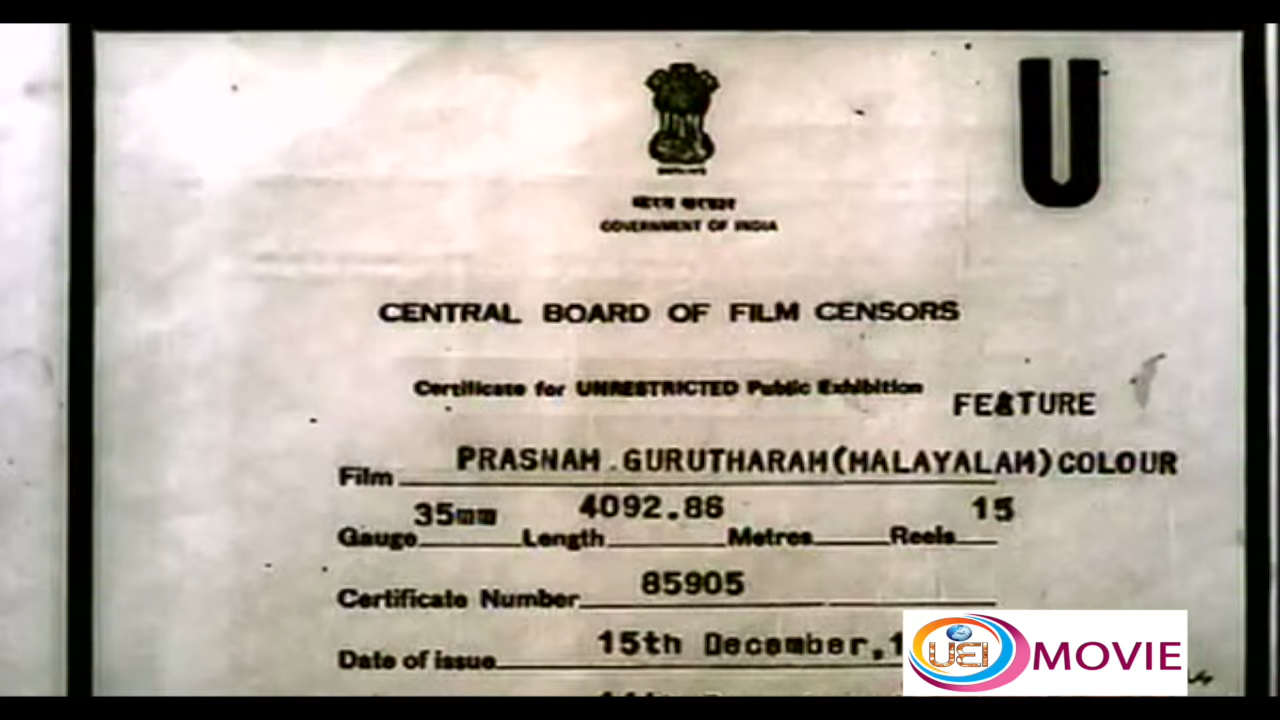 U
भारत सरकार
GOVERNMENT OF INDIA
CENTRAL BOARD OF FILM CENSORS
Certificate for UNRESTRICTED Public Exhibition
FEATURE
Film PRASNAM.GURUTHARAM(MALAYALAM)COLOUR
35mm 4092.86 15
Gauge Length Metres Reels
Certificate Number 85905
Date of issue 15th December,1
UEI MOVIE